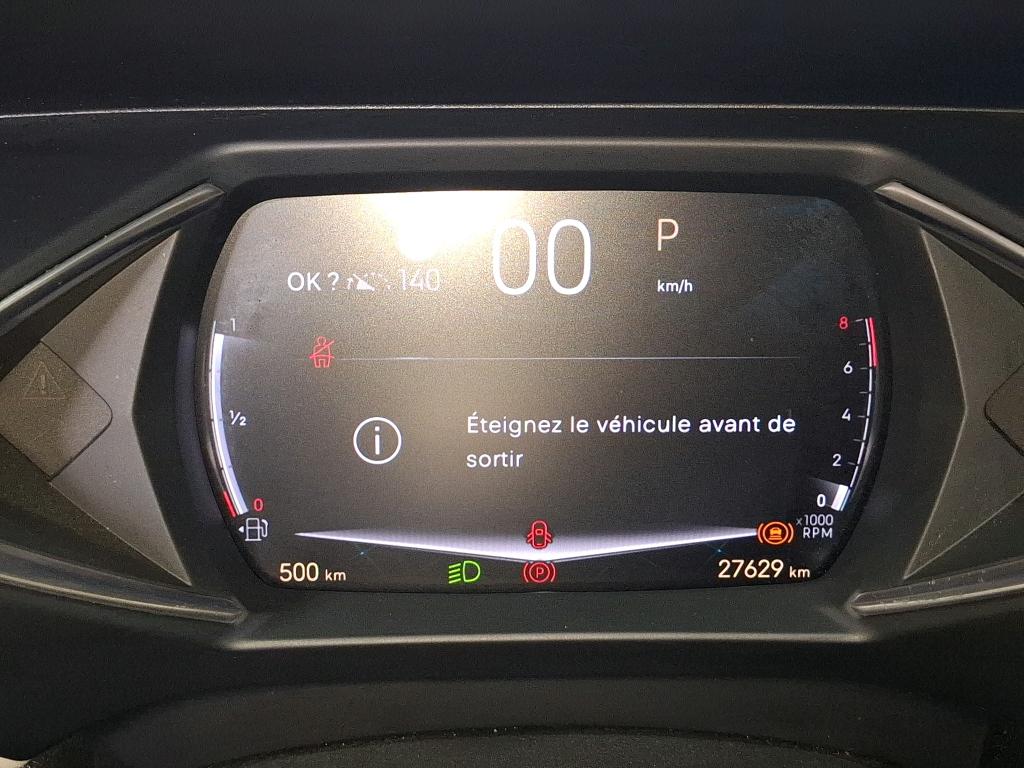 00 P
OK ? 140 km/h
1 8
6
½ 4
Éteignez le véhicule avant de
sortir
2
0 0
x1000
RPM
P
500 km 27629 km